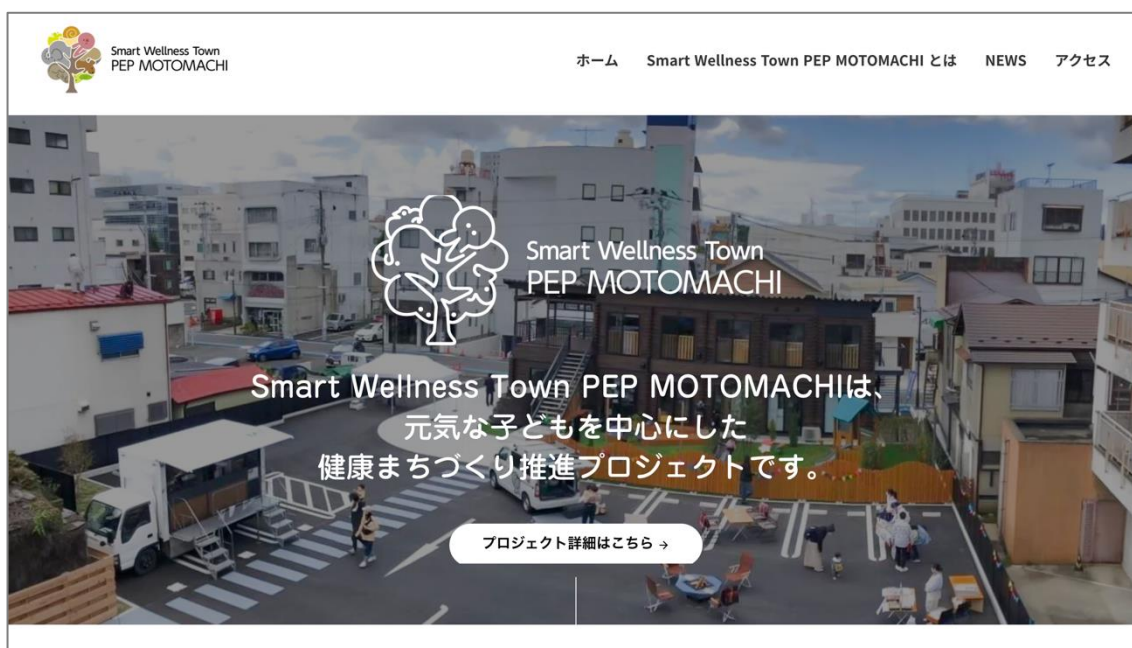 Smart Wellness Town
PEP MOTOMACHI
ホーム Smart Wellness Town PEP MOTOMACHI とは NEWS アクセス
Smart Wellness Town
PEP MOTOMACHI
Smart Wellness Town PEP MOTOMACHIは、
元気な子どもを中心にした
健康まちづくり推進プロジェクトです。
プロジェクト詳細はこちら →